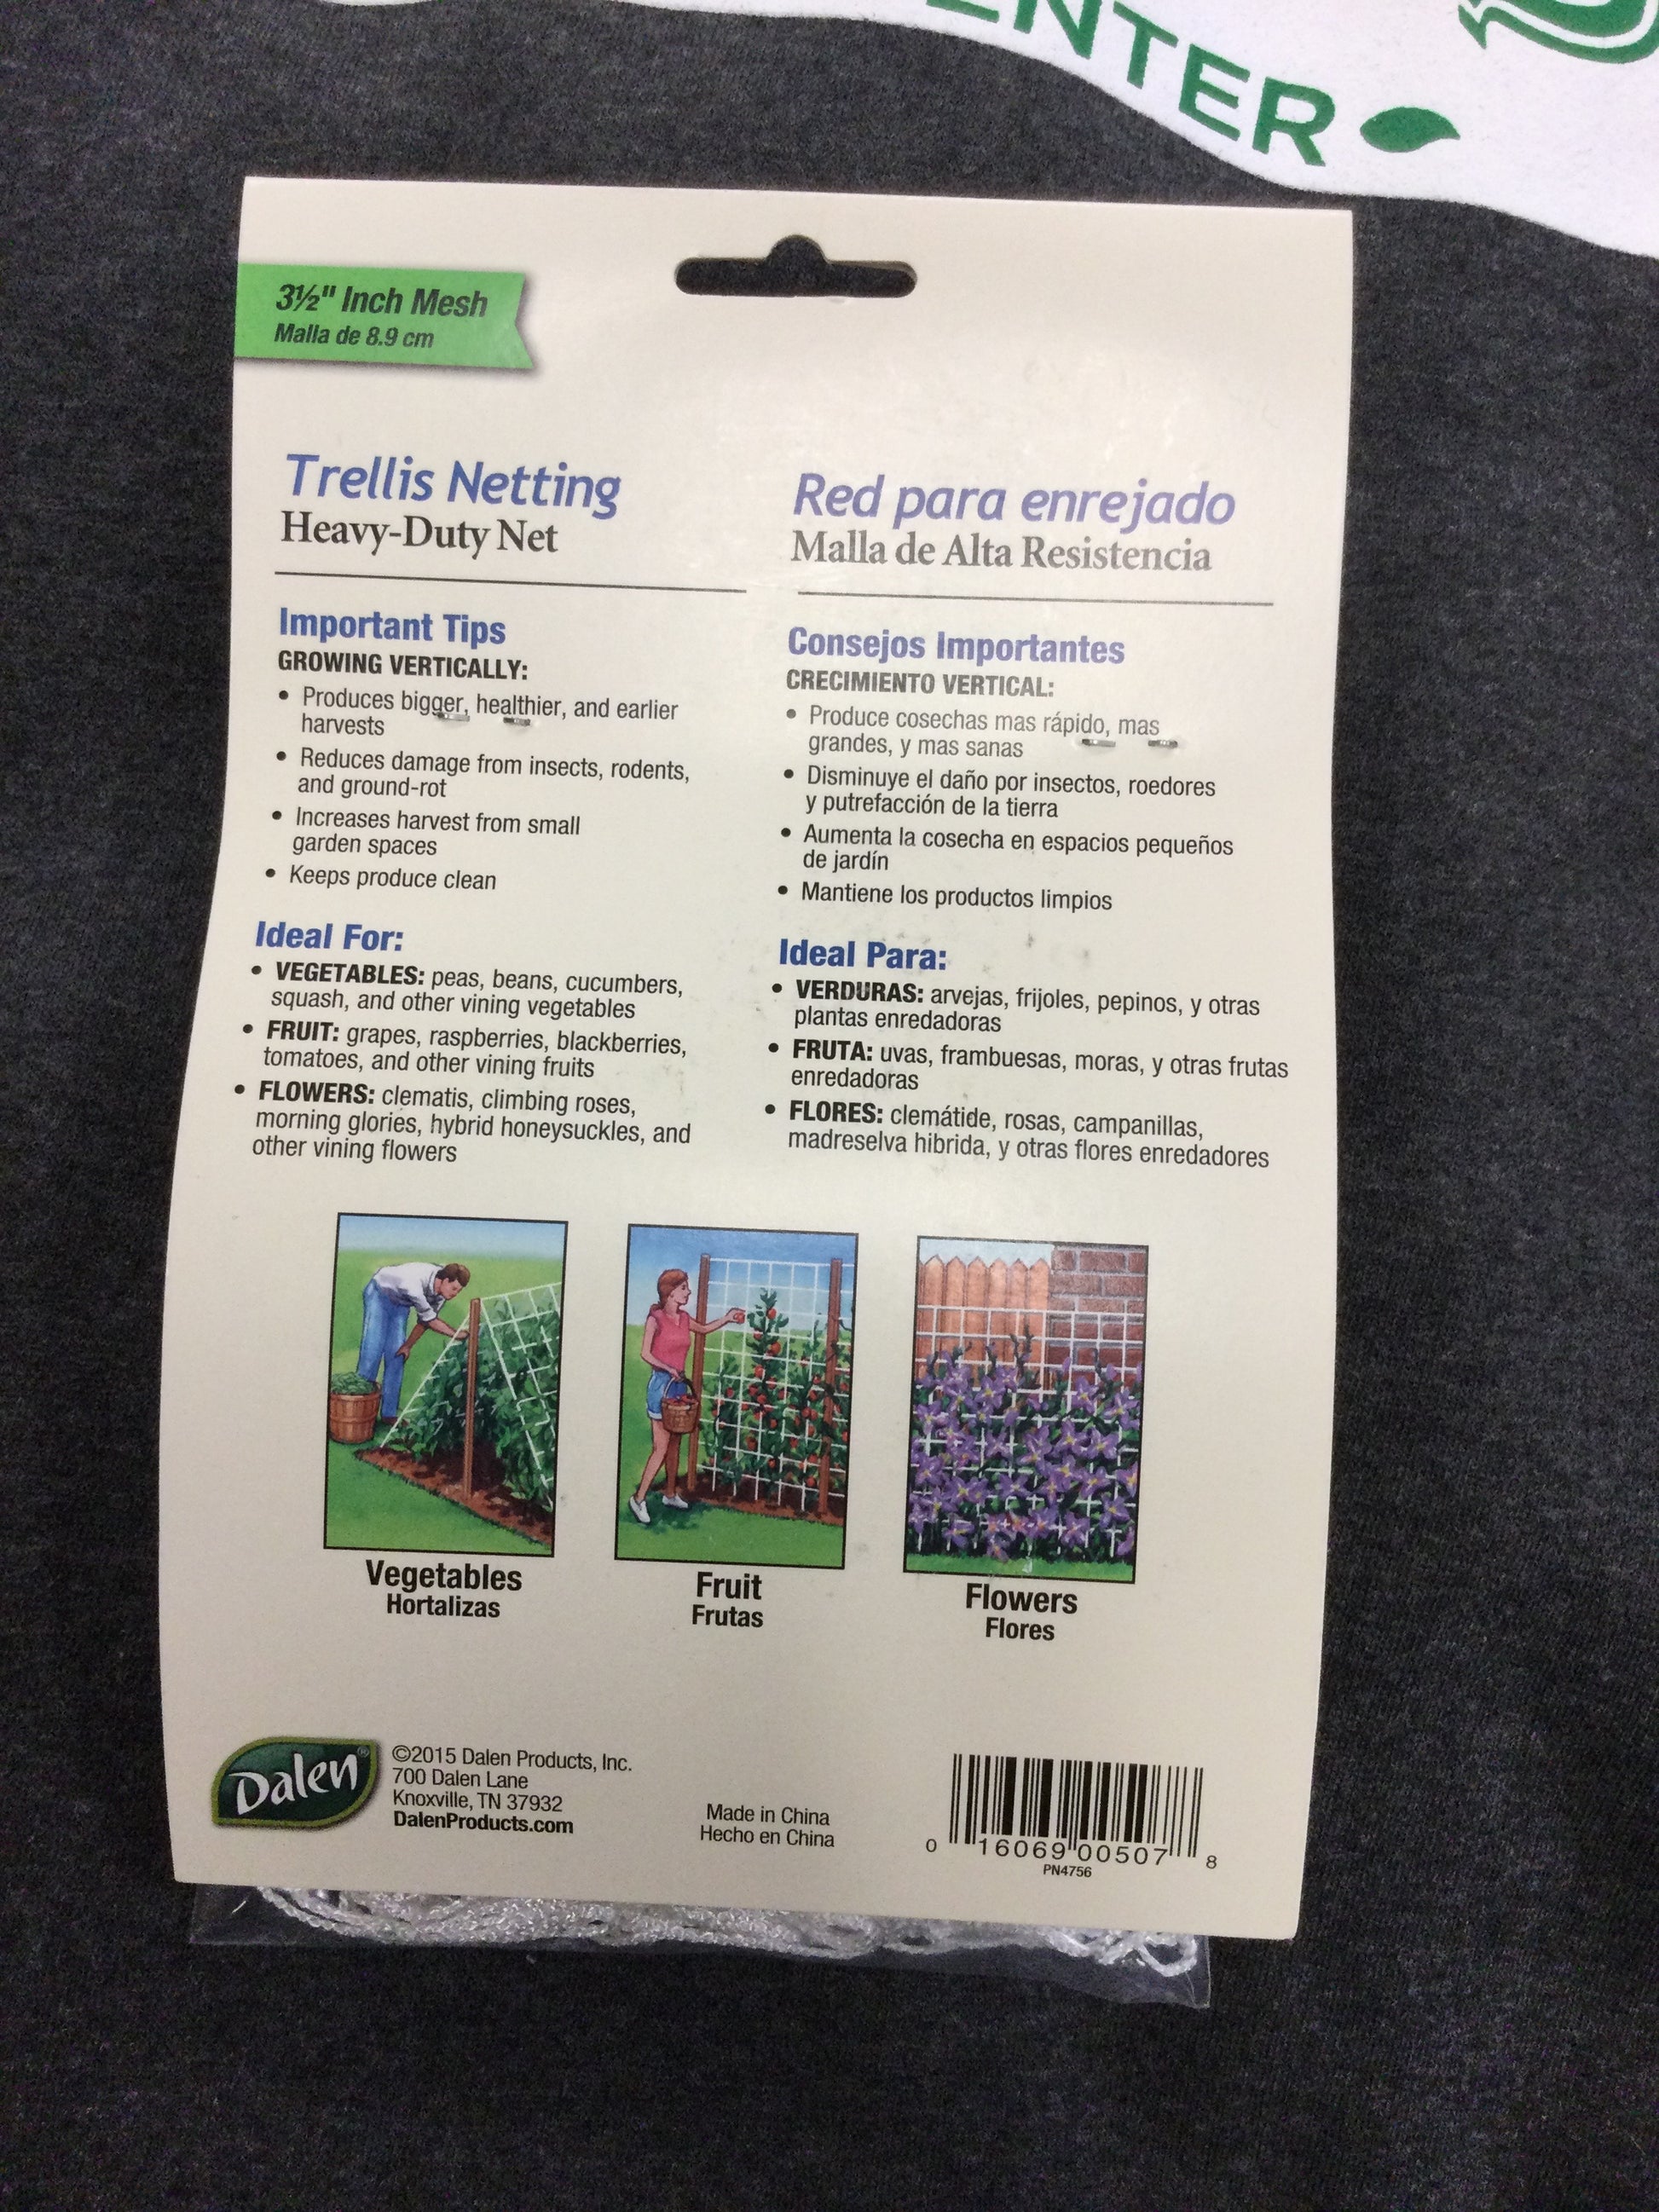 ENTER
3½" Inch Mesh
Malla de 8.9 cm
Trellis Netting
Heavy-Duty Net
Important Tips
GROWING VERTICALLY:
• Produces bigger, healthier, and earlier
harvests
• Reduces damage from insects, rodents,
and ground-rot
• Increases harvest from small
garden spaces
• Keeps produce clean
Ideal For:
• VEGETABLES: peas, beans, cucumbers,
squash, and other vining vegetables
• FRUIT: grapes, raspberries, blackberries,
tomatoes, and other vining fruits
• FLOWERS: clematis, climbing roses,
morning glories, hybrid honeysuckles, and
other vining flowers
Red para enrejado
Malla de Alta Resistencia
Consejos Importantes
CRECIMIENTO VERTICAL:
• Produce cosechas mas rápido, mas
grandes, y mas sanas
• Disminuye el daño por insectos, roedores
y putrefacción de la tierra
• Aumenta la cosecha en espacios pequeños
de jardín
• Mantiene los productos limpios
Ideal Para:
• VERDURAS: arvejas, frijoles, pepinos, y otras
plantas enredadoras
• FRUTA: uvas, frambuesas, moras, y otras frutas
enredadoras
• FLORES: clemátide, rosas, campanillas,
madreselva hibrida, y otras flores enredadores
Vegetables
Hortalizas
Fruit
Frutas
Flowers
Flores
Dalen®
©2015 Dalen Products, Inc.
700 Dalen Lane
Knoxville, TN 37932
DalenProducts.com
Made in China
Hecho en China
0 16069 00507 8
PN4756